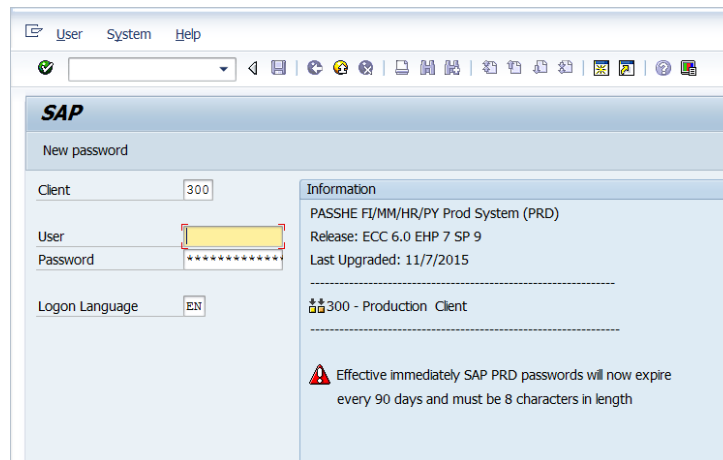 User System Help
SAP
New password
Client 300
User
Password *************
Logon Language EN
Information
PASSHE FI/MM/HR/PY Prod System (PRD)
Release: ECC 6.0 EHP 7 SP 9
Last Upgraded: 11/7/2015
------------------------------------------------------------
300 - Production Client
------------------------------------------------------------
Effective immediately SAP PRD passwords will now expire
every 90 days and must be 8 characters in length